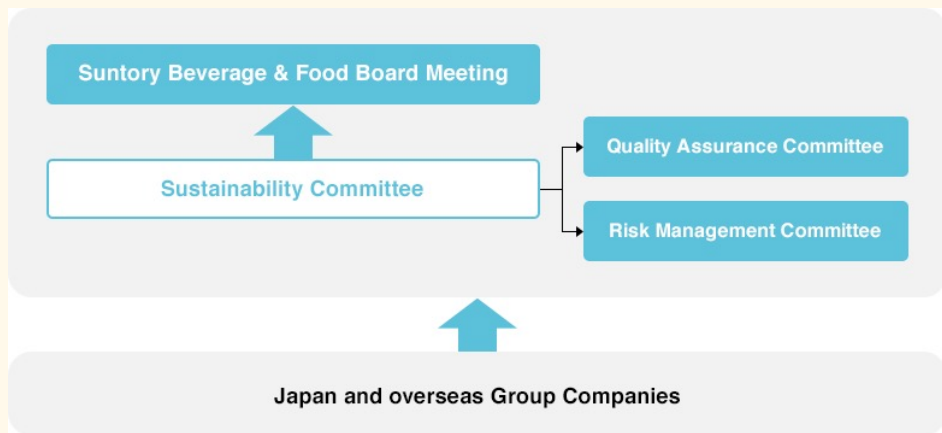 Suntory Beverage & Food Board Meeting
Sustainability Committee
Quality Assurance Committee
Risk Management Committee
Japan and overseas Group Companies